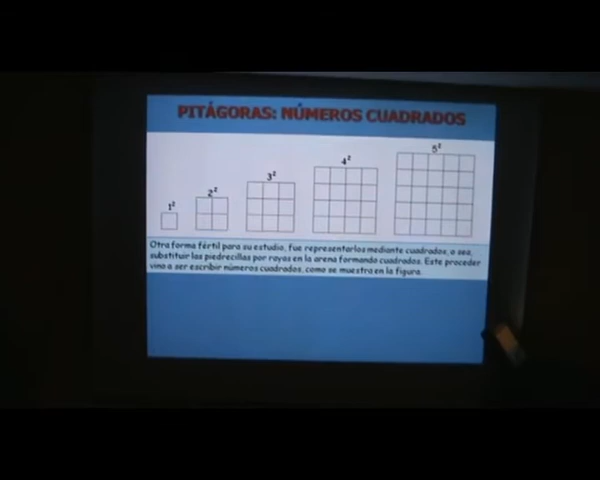 PITÁGORAS: NÚMEROS CUADRADOS
1² 2² 3² 4² 5²
Otra forma fértil para su estudio, fue representarlos mediante cuadrados, o sea,
substituir las piedrecillas por rayas en la arena formando cuadrados. Este proceder
vino a ser escribir números cuadrados, como se muestra en la figura.